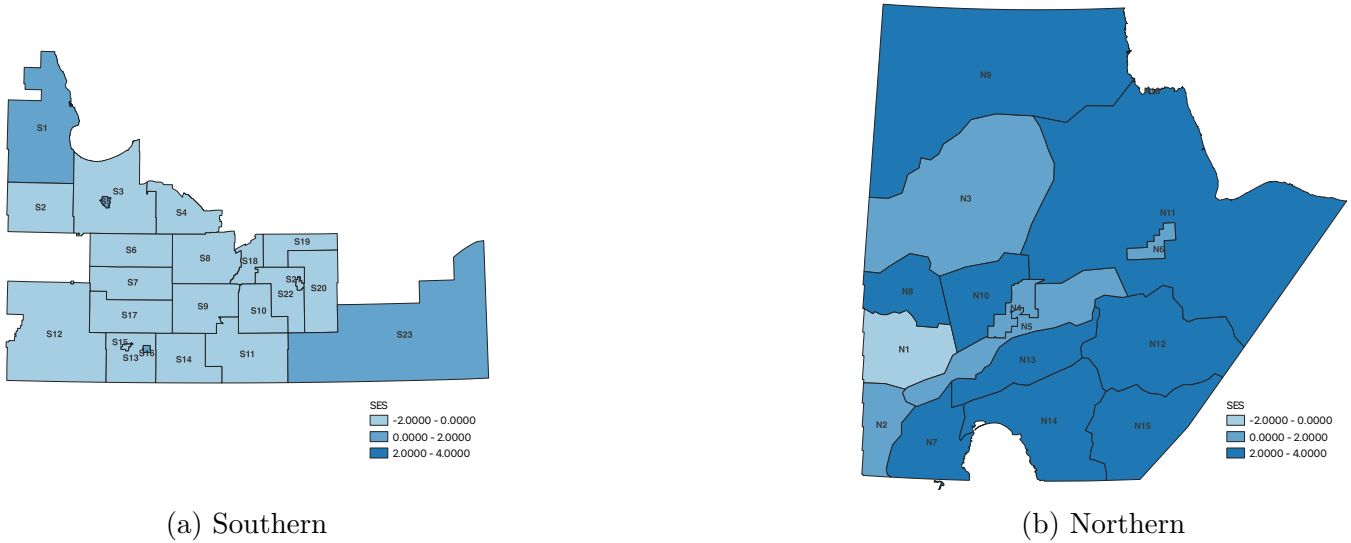 S1
S3
S2
S4
S6
S8
S18
S19
S7
S22
S20
S9
S10
S17
S12
S15
S13
S16
S14
S11
S23
SES
-2.0000 - 0.0000
0.0000 - 2.0000
2.0000 - 4.0000
(a) Southern
N9
N3
N11
N6
N8
N10
N4
N5
N1
N13
N12
N2
N7
N14
N15
SES
-2.0000 - 0.0000
0.0000 - 2.0000
2.0000 - 4.0000
(b) Northern